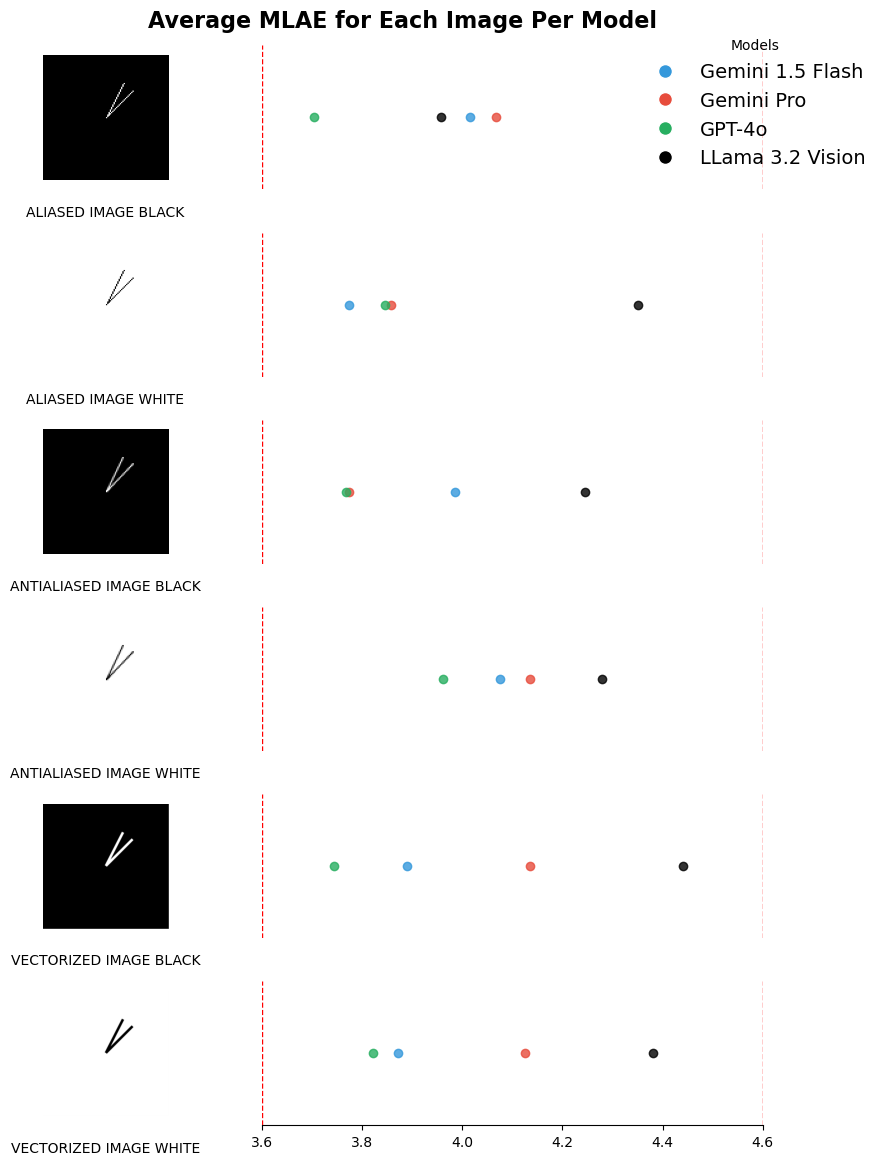 Average MLAE for Each Image Per Model
Models
Gemini 1.5 Flash
Gemini Pro
GPT-4o
LLama 3.2 Vision
ALIASED IMAGE BLACK
ALIASED IMAGE WHITE
ANTIALIASED IMAGE BLACK
ANTIALIASED IMAGE WHITE
VECTORIZED IMAGE BLACK
VECTORIZED IMAGE WHITE
3.6 3.8 4.0 4.2 4.4 4.6